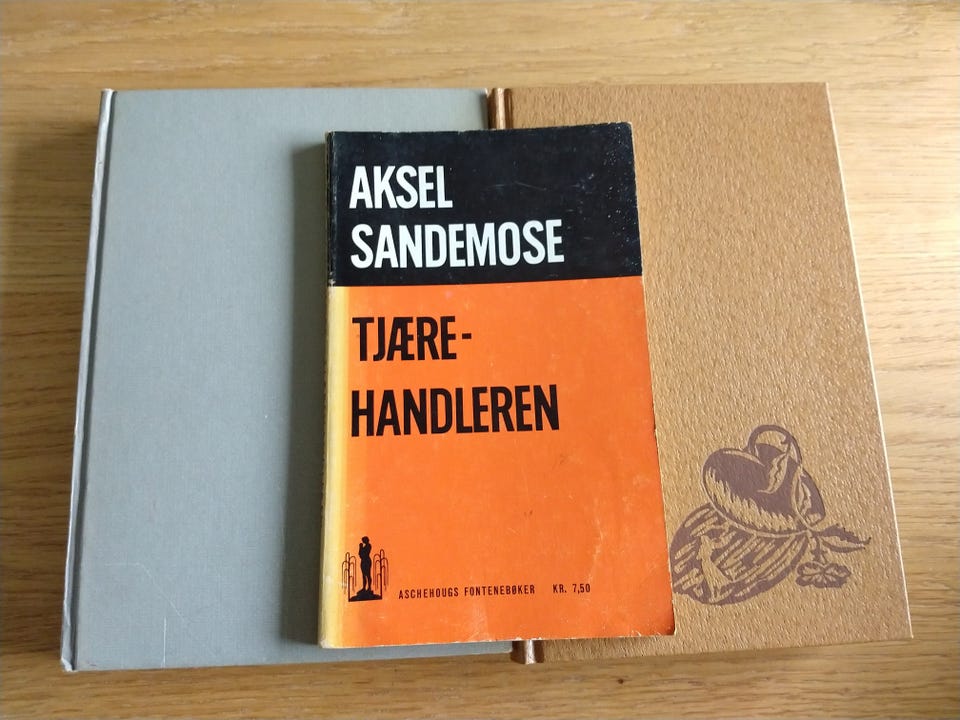 AKSEL
SANDEMOSE
TJÆRE-
HANDLEREN
ASCHEHOUGS FONTENEBØKER KR. 7,50